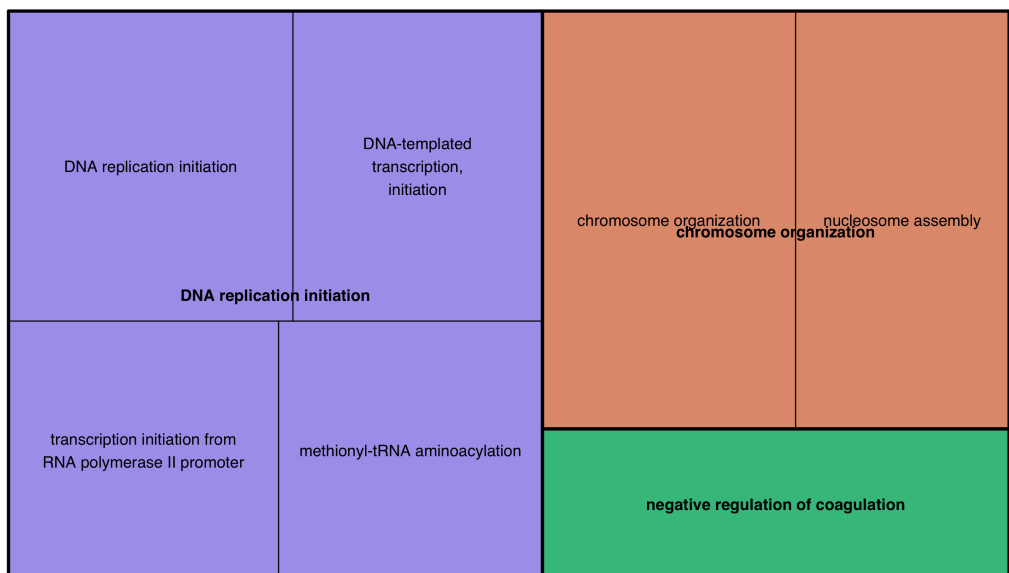 DNA replication initiation
DNA-templated
transcription,
initiation
DNA replication initiation
transcription initiation from
RNA polymerase II promoter
methionyl-tRNA aminoacylation
chromosome organization
nucleosome assembly
chromosome organization
negative regulation of coagulation